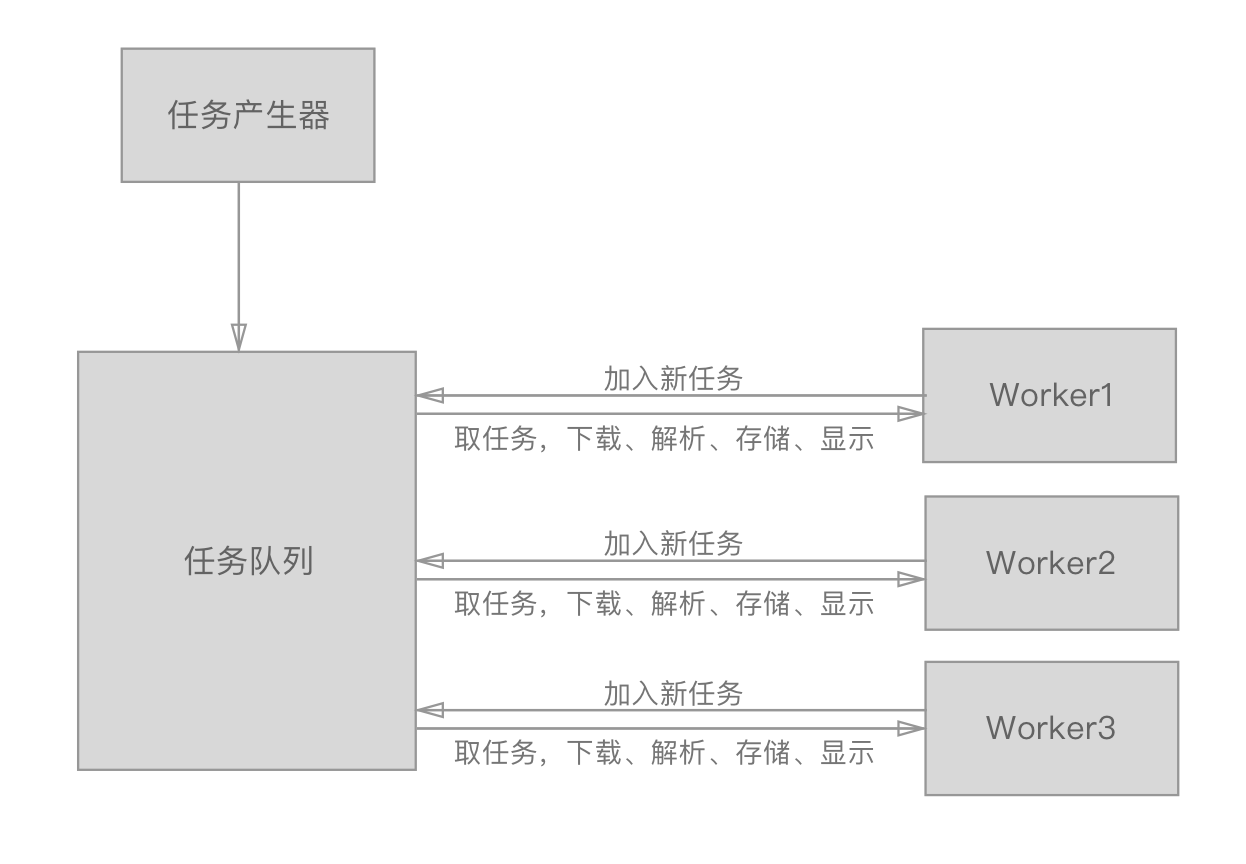 任务产生器
加入新任务
Worker1
取任务，下载、解析、存储、显示
任务队列
加入新任务
Worker2
取任务，下载、解析、存储、显示
加入新任务
Worker3
取任务，下载、解析、存储、显示